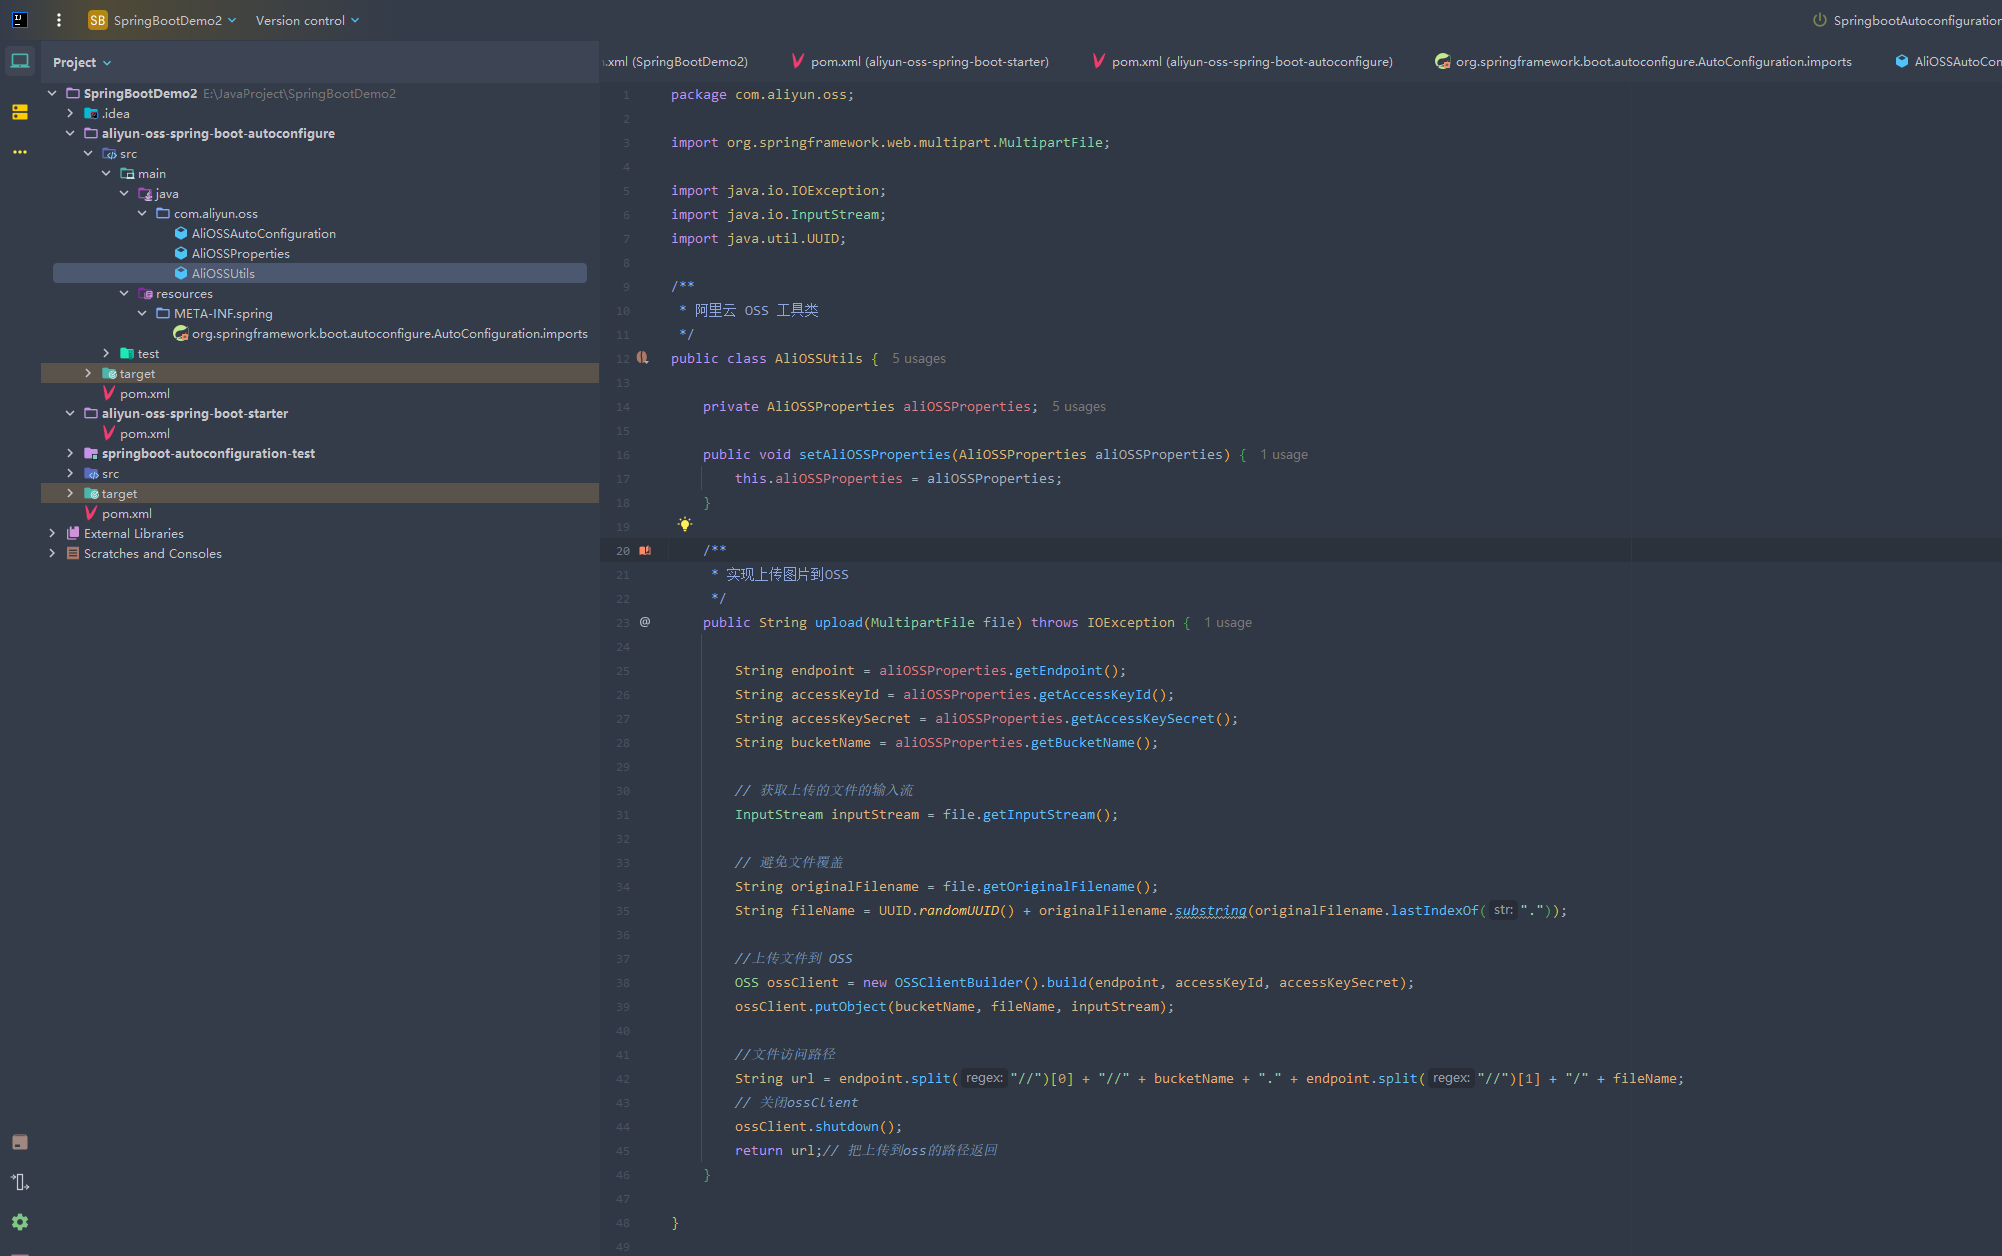 SB SpringBootDemo2 Version control SpringbootAutoconfiguration
Project
SpringBootDemo2 E:\JavaProject\SpringBootDemo2
.idea
aliyun-oss-spring-boot-autoconfigure
src
main
java
com.aliyun.oss
AliOSSAutoConfiguration
AliOSSProperties
AliOSSUtils
resources
META-INF.spring
org.springframework.boot.autoconfigure.AutoConfiguration.imports
test
target
pom.xml
aliyun-oss-spring-boot-starter
pom.xml
springboot-autoconfiguration-test
src
target
pom.xml
External Libraries
Scratches and Consoles
.xml (SpringBootDemo2) pom.xml (aliyun-oss-spring-boot-starter) pom.xml (aliyun-oss-spring-boot-autoconfigure) org.springframework.boot.autoconfigure.AutoConfiguration.imports AliOSSAutoCon
1 package com.aliyun.oss;
2
3 import org.springframework.web.multipart.MultipartFile;
4
5 import java.io.IOException;
6 import java.io.InputStream;
7 import java.util.UUID;
8
9 /**
10 * 阿里云 OSS 工具类
11 */
12 public class AliOSSUtils { 5 usages
13
14 private AliOSSProperties aliOSSProperties; 5 usages
15
16 public void setAliOSSProperties(AliOSSProperties aliOSSProperties) { 1 usage
17 this.aliOSSProperties = aliOSSProperties;
18 }
19
20 /**
21 * 实现上传图片到OSS
22 */
23 @ public String upload(MultipartFile file) throws IOException { 1 usage
24
25 String endpoint = aliOSSProperties.getEndpoint();
26 String accessKeyId = aliOSSProperties.getAccessKeyId();
27 String accessKeySecret = aliOSSProperties.getAccessKeySecret();
28 String bucketName = aliOSSProperties.getBucketName();
29
30 // 获取上传的文件的输入流
31 InputStream inputStream = file.getInputStream();
32
33 // 避免文件覆盖
34 String originalFilename = file.getOriginalFilename();
35 String fileName = UUID.randomUUID() + originalFilename.substring(originalFilename.lastIndexOf( str: "."));
36
37 //上传文件到 OSS
38 OSS ossClient = new OSSClientBuilder().build(endpoint, accessKeyId, accessKeySecret);
39 ossClient.putObject(bucketName, fileName, inputStream);
40
41 //文件访问路径
42 String url = endpoint.split( regex: "//")[0] + "//" + bucketName + "." + endpoint.split( regex: "//")[1] + "/" + fileName;
43 // 关闭ossClient
44 ossClient.shutdown();
45 return url;// 把上传到oss的路径返回
46 }
47
48 }
49